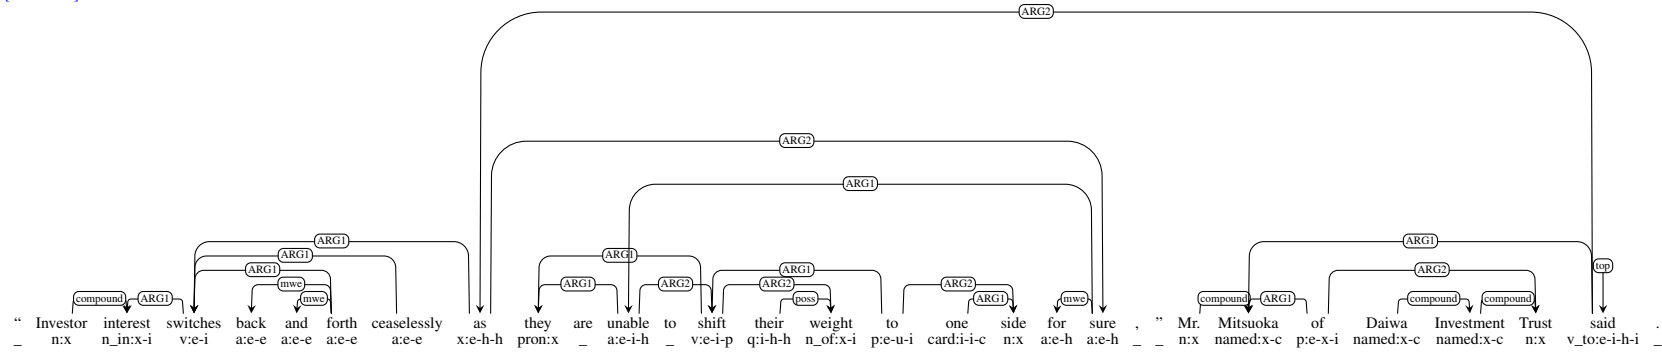 ARG2
ARG2
ARG1
ARG1 ARG1 ARG1
top
ARG1 ARG1 ARG1 ARG2
mwe ARG1 ARG2 ARG2 ARG2
compound ARG1 mwe poss ARG1 mwe compound ARG1 compound compound
“ Investor interest switches back and forth ceaselessly as they are unable to shift their weight to one side for sure , ” Mr. Mitsuoka of Daiwa Investment Trust said .
_ n:x n_in:x-i v:e-i a:e-e a:e-e a:e-e a:e-e x:e-h-h pron:x _ a:e-i-h _ v:e-i-p q:i-h-h n_of:x-i p:e-u-i card:i-i-c n:x a:e-h a:e-h _ _ n:x named:x-c p:e-x-i named:x-c named:x-c n:x v_to:e-i-h-i _